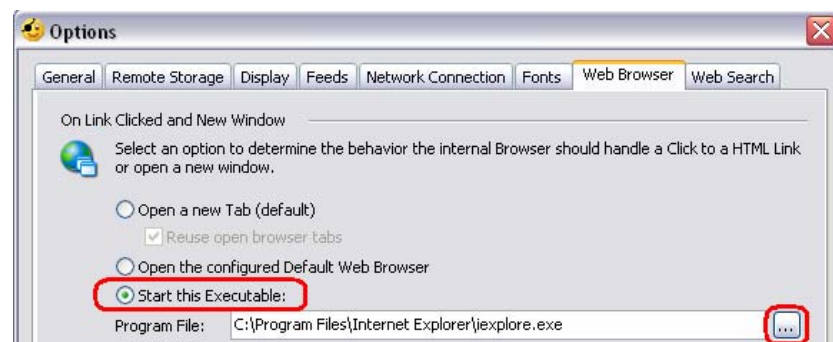 Options
General Remote Storage Display Feeds Network Connection Fonts Web Browser Web Search
On Link Clicked and New Window
Select an option to determine the behavior the internal Browser should handle a Click to a HTML Link
or open a new window.
Open a new Tab (default)
Reuse open browser tabs
Open the configured Default Web Browser
Start this Executable:
Program File: C:\Program Files\Internet Explorer\iexplore.exe ...